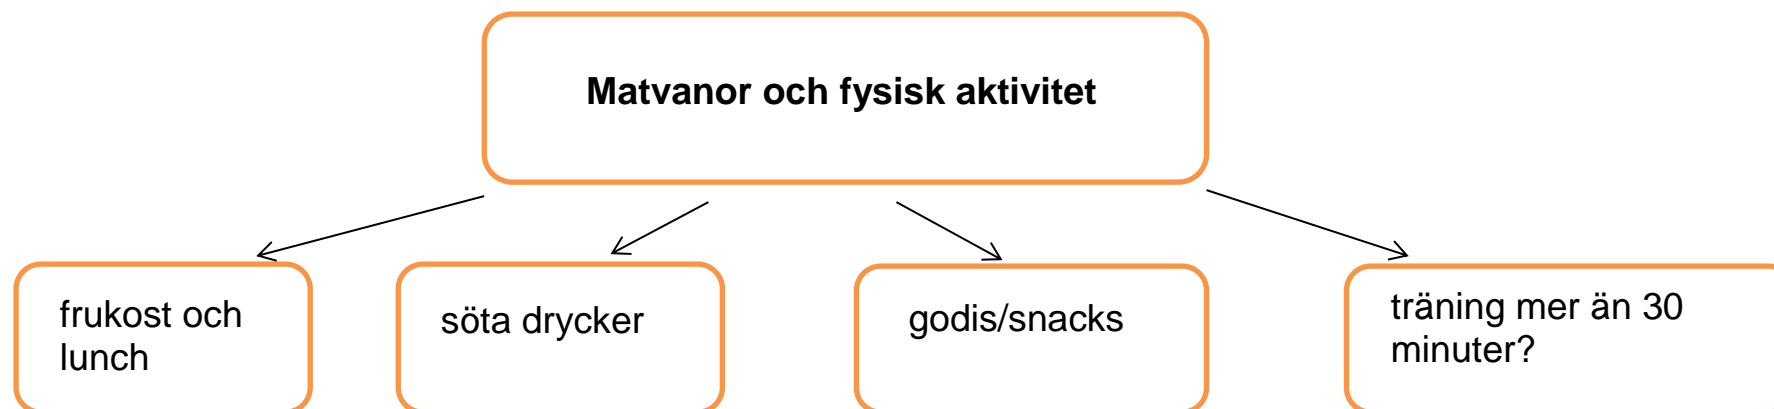 Matvanor och fysisk aktivitet
frukost och
lunch
söta drycker
godis/snacks
träning mer än 30
minuter?